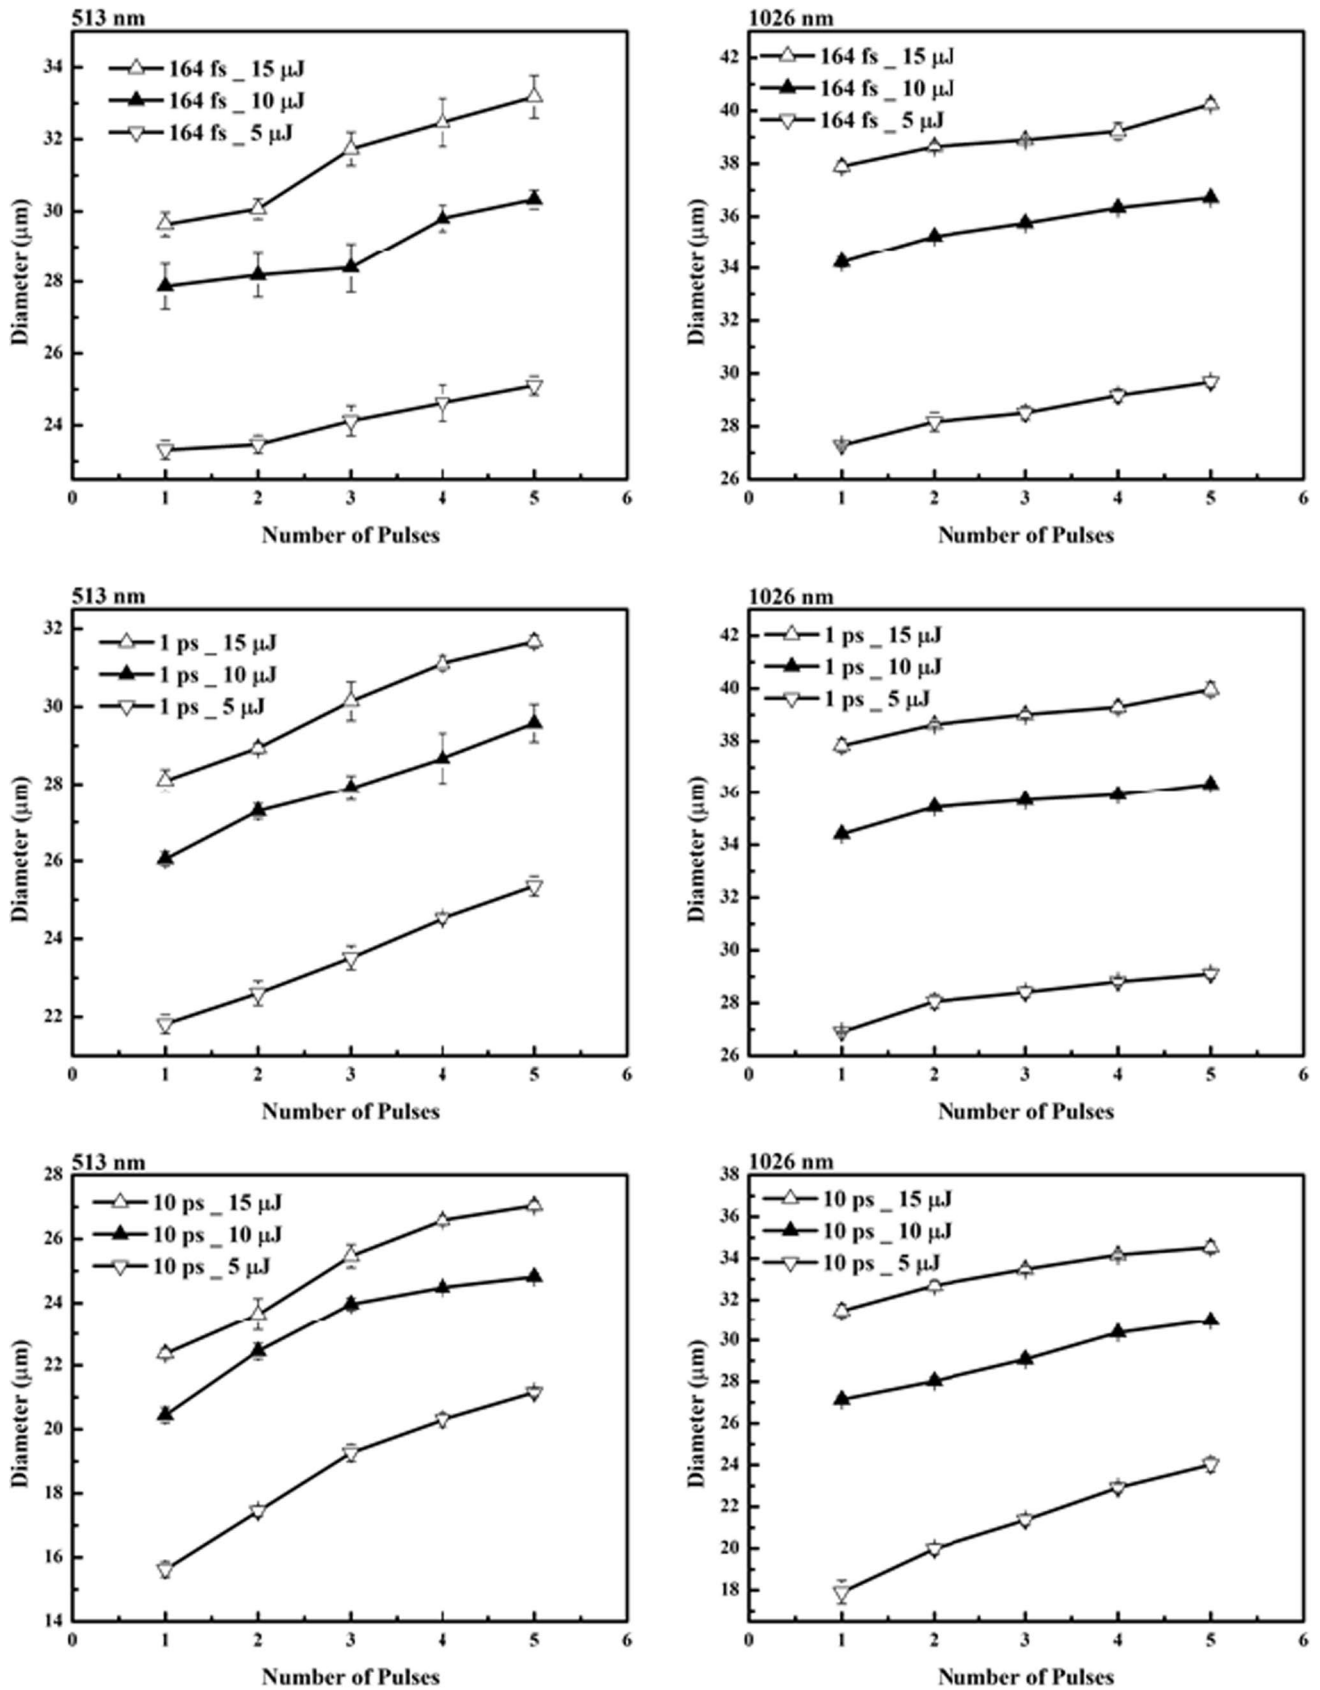 513 nm
164 fs _ 15 μJ
164 fs _ 10 μJ
164 fs _ 5 μJ
34
32
30
28
26
24
Diameter (μm)
0 1 2 3 4 5 6
Number of Pulses
1026 nm
164 fs _ 15 μJ
164 fs _ 10 μJ
164 fs _ 5 μJ
42
40
38
36
34
32
30
28
26
Diameter (μm)
0 1 2 3 4 5 6
Number of Pulses
513 nm
1 ps _ 15 μJ
1 ps _ 10 μJ
1 ps _ 5 μJ
32
30
28
26
24
22
Diameter (μm)
0 1 2 3 4 5 6
Number of Pulses
1026 nm
1 ps _ 15 μJ
1 ps _ 10 μJ
1 ps _ 5 μJ
42
40
38
36
34
32
30
28
26
Diameter (μm)
0 1 2 3 4 5 6
Number of Pulses
513 nm
10 ps _ 15 μJ
10 ps _ 10 μJ
10 ps _ 5 μJ
28
26
24
22
20
18
16
14
Diameter (μm)
0 1 2 3 4 5 6
Number of Pulses
1026 nm
10 ps _ 15 μJ
10 ps _ 10 μJ
10 ps _ 5 μJ
38
36
34
32
30
28
26
24
22
20
18
Diameter (μm)
0 1 2 3 4 5 6
Number of Pulses